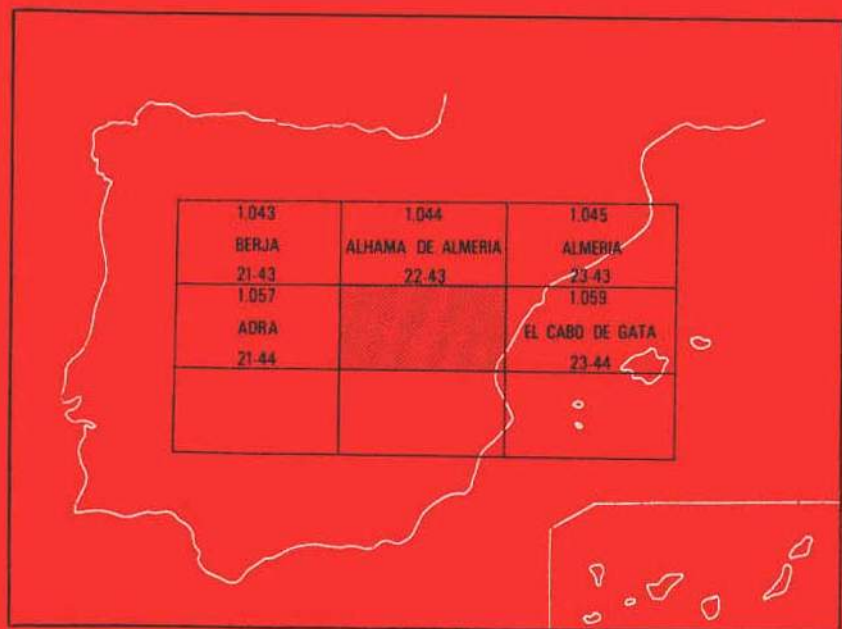 1.043
BERJA
21-43
1.044
ALHAMA DE ALMERIA
22-43
1.045
ALMERIA
23-43
1.057
ADRA
21-44
1.059
EL CABO DE GATA
23-44